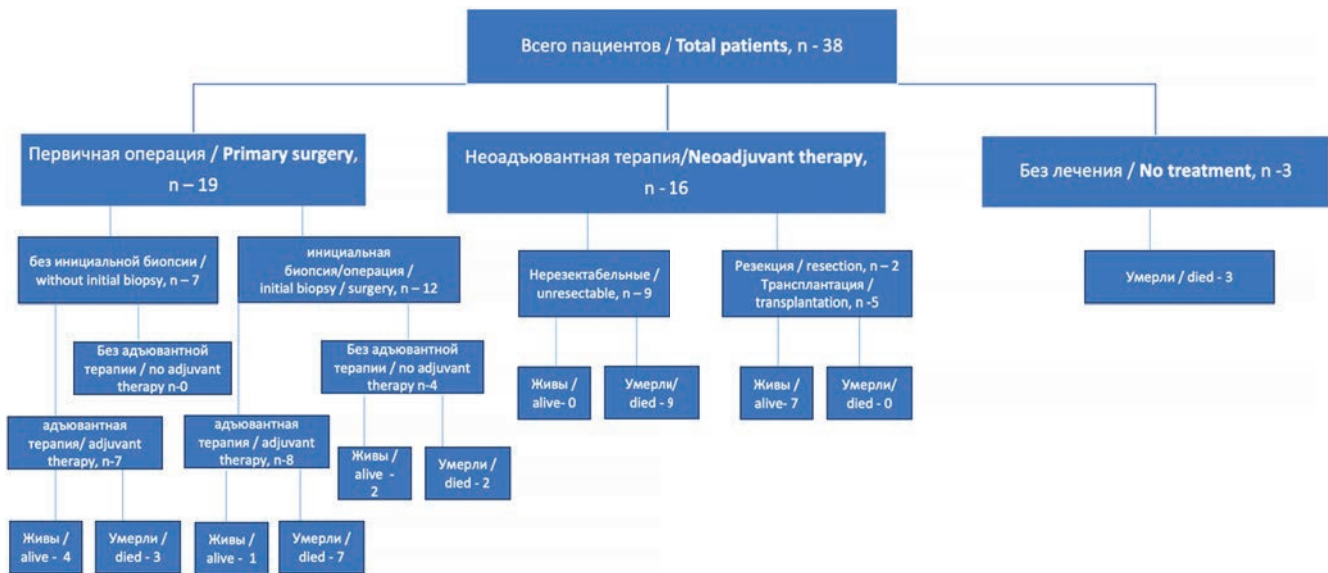 Всего пациентов / Total patients, n - 38
Первичная операция / Primary surgery,
n – 19
Неоадъювантная терапия/Neoadjuvant therapy,
n - 16
Без лечения / No treatment, n -3
без инициальной биопсии /
without initial biopsy, n – 7
инициальная
биопсия/операция /
initial biopsy / surgery, n – 12
Нерезектабельные /
unresectable, n – 9
Резекция / resection, n – 2
Трансплантация /
transplantation, n -5
Умерли / died - 3
Без адъювантной
терапии / no adjuvant
therapy n-0
Без адъювантной
терапии / no adjuvant
therapy n-4
Живы /
alive- 0
Умерли/
died - 9
Живы /
alive- 7
Умерли/
died - 0
адъювантная
терапия/ adjuvant
therapy, n-7
адъювантная
терапия / adjuvant
therapy, n-8
Живы /
alive -
2
Умерли /
died - 2
Живы /
alive - 4
Умерли /
died - 3
Живы /
alive - 1
Умерли /
died - 7